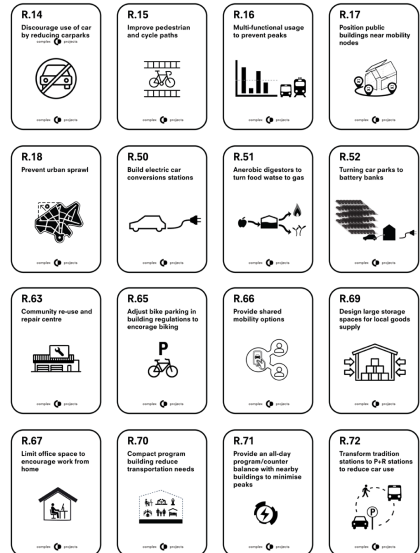 R.14
Discourage use of car
by reducing carparks
complex projects
complex projects
R.15
Improve pedestrian
and cycle paths
complex projects
R.16
Multi-functional usage
to prevent peaks
complex projects
R.17
Position public
buildings near mobility
nodes
complex projects
R.18
Prevent urban sprawl
complex projects
R.50
Build electric car
conversions stations
complex projects
R.51
Anerobic digestors to
turn food watse to gas
complex projects
R.52
Turning car parks to
battery banks
complex projects
R.63
Community re-use and
repair centre
complex projects
R.65
Adjust bike parking in
building regulations to
encorage biking
P
complex projects
R.66
Provide shared
mobility options
complex projects
R.69
Design large storage
spaces for local goods
supply
complex projects
R.67
Limit office space to
encourage work from
home
complex projects
R.70
Compact program
building reduce
transportation needs
complex projects
R.71
Provide an all-day
program/counter
balance with nearby
buildings to minimise
peaks
complex projects
R.72
Transform tradition
stations to P+R stations
to reduce car use
P
complex projects